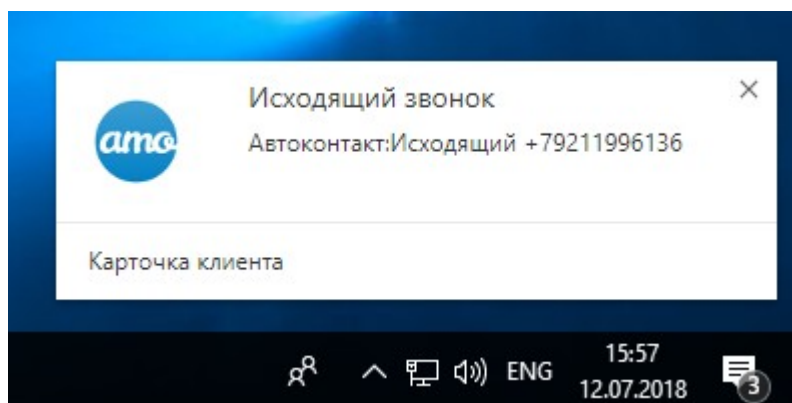 amo
Исходящий звонок
Автоконтакт:Исходящий +79211996136
Карточка клиента
ENG
15:57
12.07.2018
3